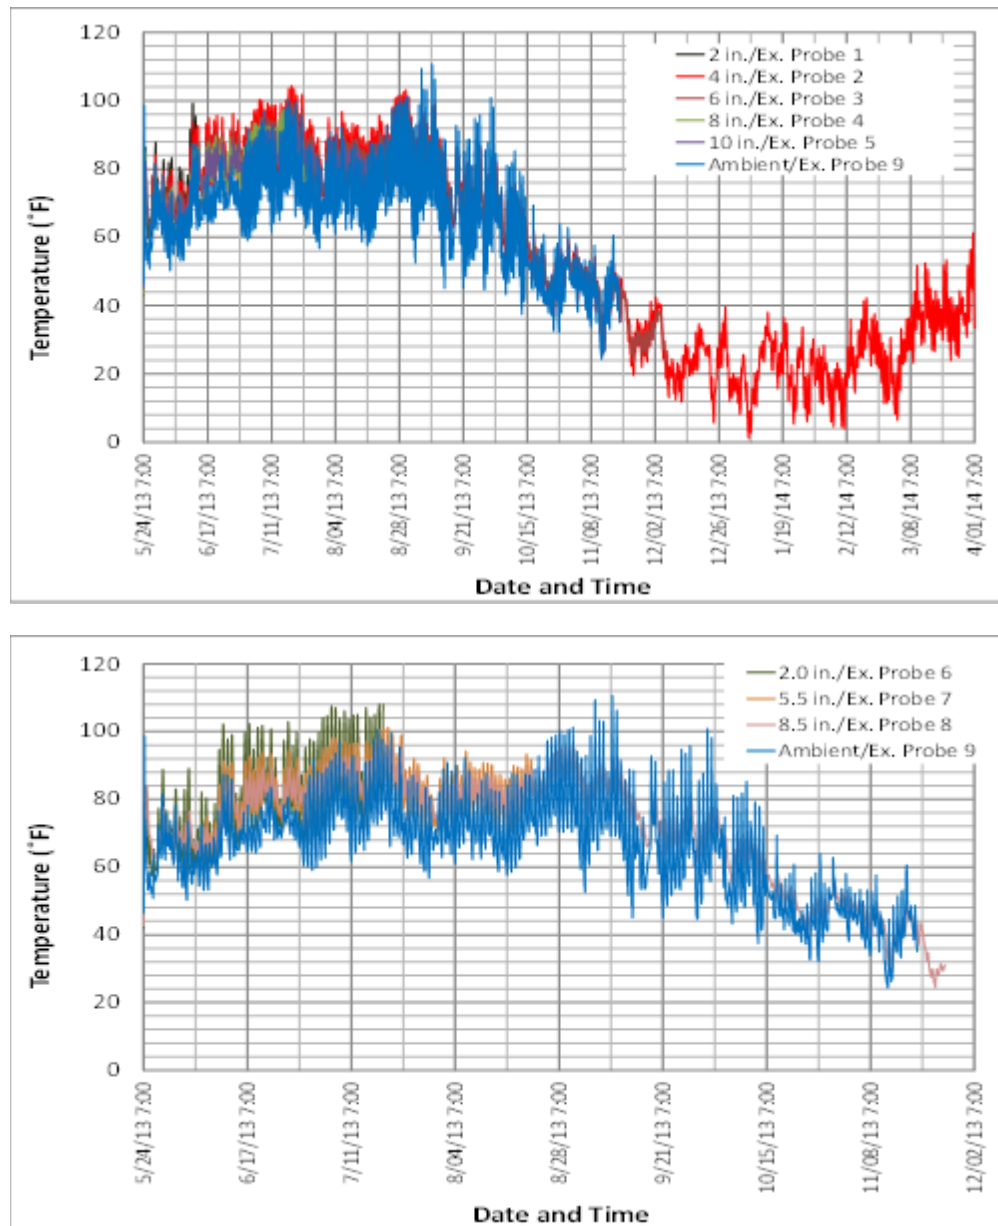 120
100
80
60
40
20
0
Temperature (˚F)
2 in./Ex. Probe 1
4 in./Ex. Probe 2
6 in./Ex. Probe 3
8 in./Ex. Probe 4
10 in./Ex. Probe 5
Ambient/Ex. Probe 9
5/24/13 7:00
6/17/13 7:00
7/11/13 7:00
8/04/13 7:00
8/28/13 7:00
9/21/13 7:00
10/15/13 7:00
11/08/13 7:00
12/02/13 7:00
12/26/13 7:00
1/19/14 7:00
2/12/14 7:00
3/08/14 7:00
4/01/14 7:00
Date and Time
120
100
80
60
40
20
0
Temperature (˚F)
2.0 in./Ex. Probe 6
5.5 in./Ex. Probe 7
8.5 in./Ex. Probe 8
Ambient/Ex. Probe 9
5/24/13 7:00
6/17/13 7:00
7/11/13 7:00
8/04/13 7:00
8/28/13 7:00
9/21/13 7:00
10/15/13 7:00
11/08/13 7:00
12/02/13 7:00
Date and Time